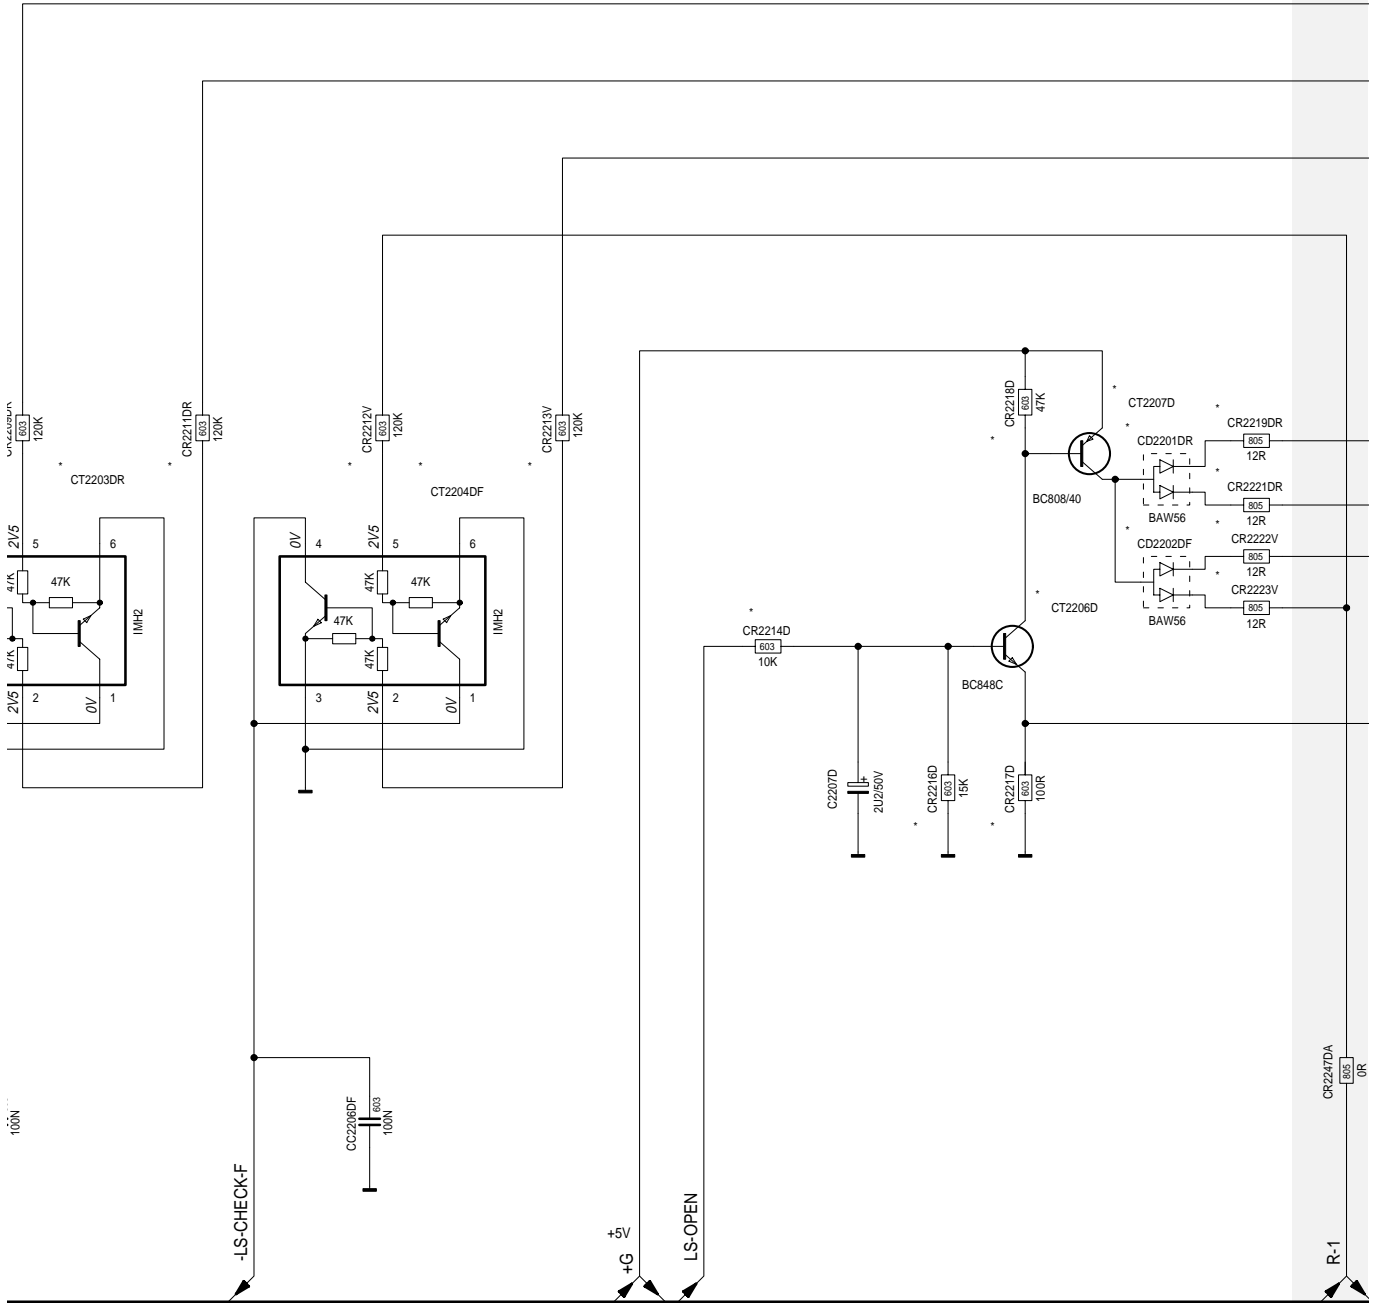 CR2218D
603
47K
CT2207D
CR2219DR
805
12R
CD2201DR
BC808/40
BAW56
CR2221DR
805
12R
CD2202DF
BAW56
CR2222V
805
12R
CR2223V
805
12R
603
120K
CR2211DR
603
120K
CR2212V
603
120K
CR2213V
603
120K
CT2203DR
CT2204DF
2V5
5
6
47K
47K
47K
IMH2
2V5
2
0V
1
0V
4
2V5
5
6
47K
47K
47K
47K
IMH2
3
2V5
2
0V
1
CT2206D
CR2214D
603
10K
BC848C
C2207D
+
2U2/50V
CR2216D
603
15K
CR2217D
603
100R
100N
CC2206DF
603
100N
CR2247DA
805
0R
-LS-CHECK-F
+5V
+G
LS-OPEN
R-1